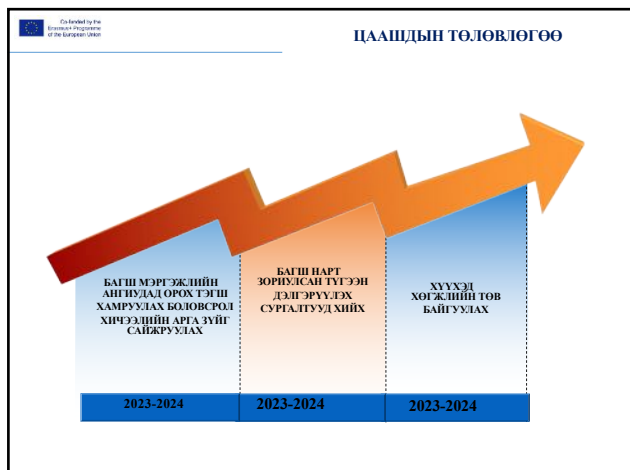 Co-funded by the
Erasmus+ Programme
of the European Union
ЦААШДЫН ТӨЛӨВЛӨГӨӨ
БАГШ МЭРГЭЖЛИЙН
АНГИУДАД ОРОХ ТЭГШ
ХАМРУУЛАХ БОЛОВСРОЛ
ХИЧЭЭЛИЙН АРГА ЗҮЙГ
САЙЖРУУЛАХ
БАГШ НАРТ
ЗОРИУЛСАН ТҮГЭЭН
ДЭЛГЭРҮҮЛЭХ
СУРГАЛТУУД ХИЙХ
ХҮҮХЭД
ХӨГЖЛИЙН ТӨВ
БАЙГУУЛАХ
2023-2024
2023-2024
2023-2024